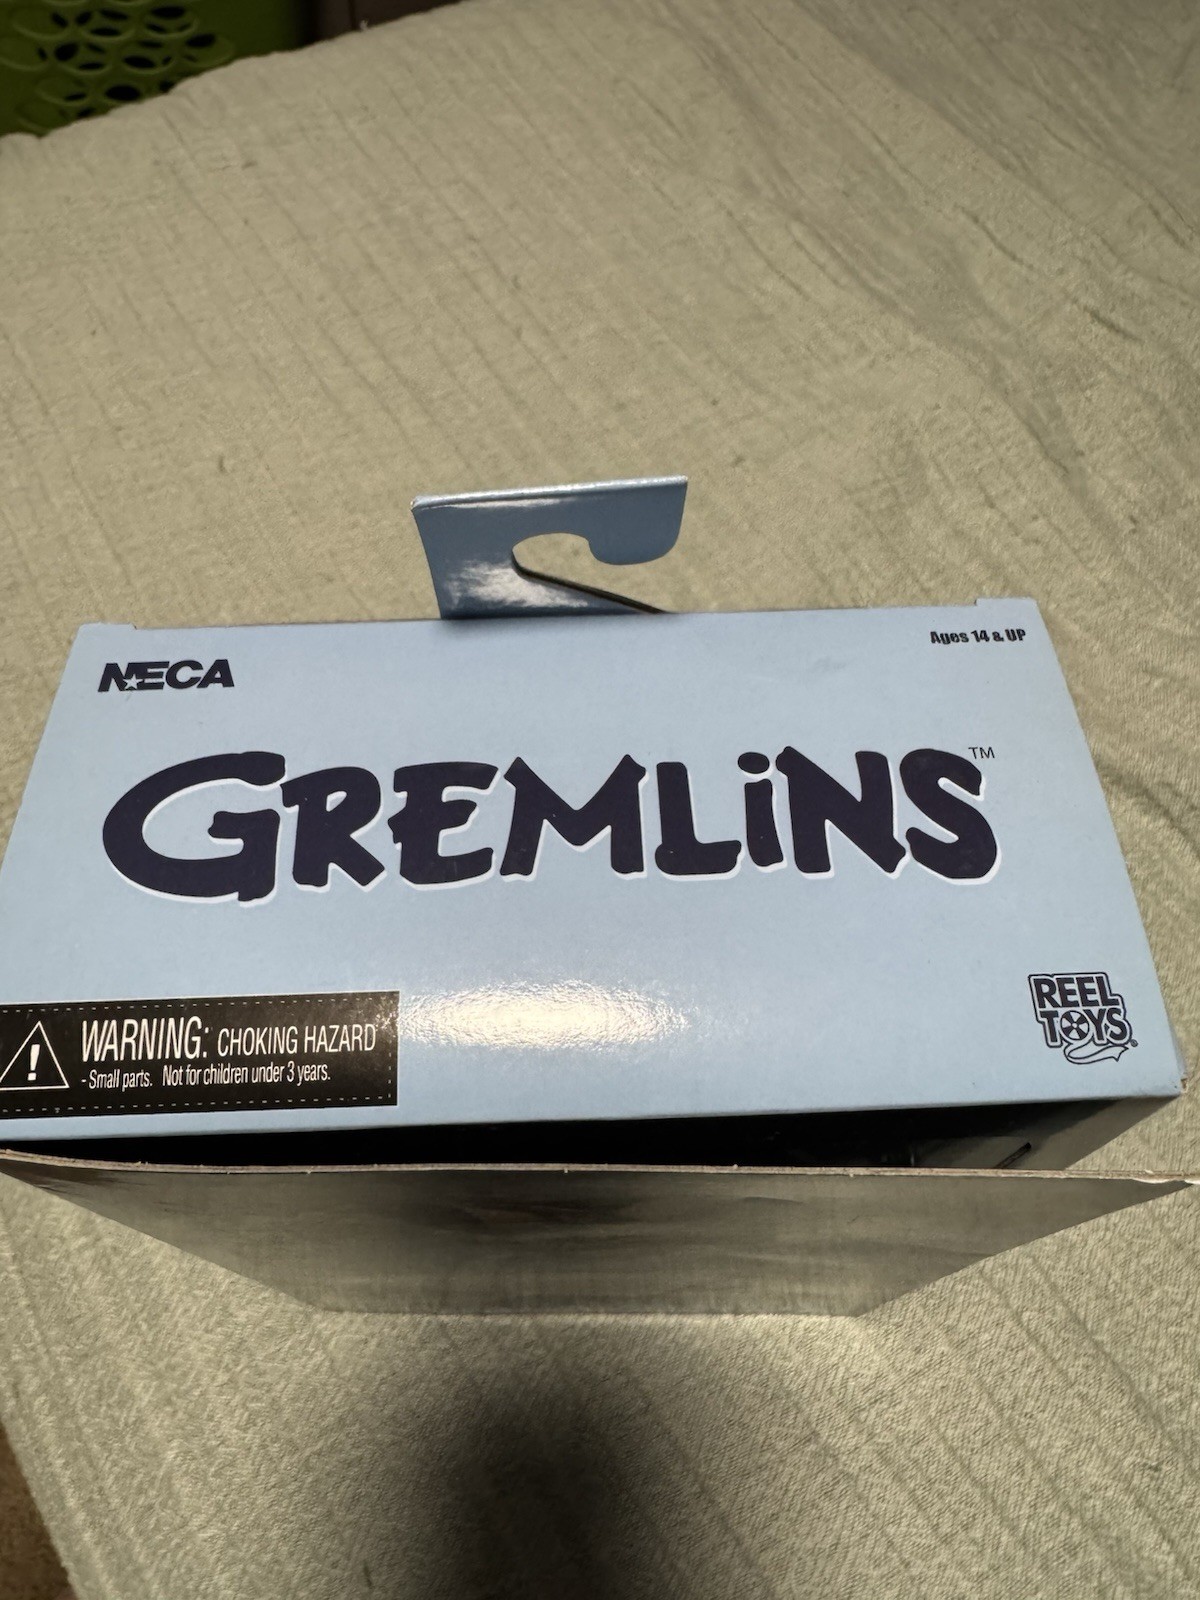 NECA
Ages 14 & UP
GREMLiNS™
REEL
TOYS®
WARNING: CHOKING HAZARD
- Small parts. Not for children under 3 years.